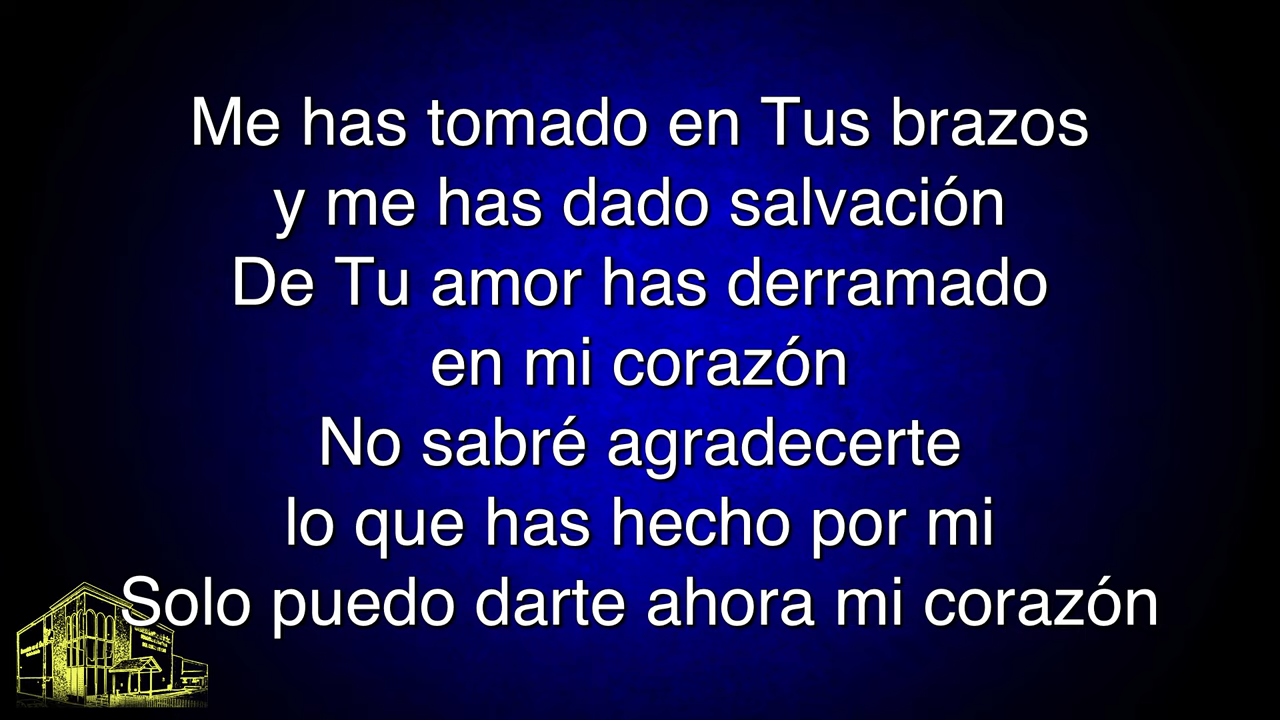 Me has tomado en Tus brazos
y me has dado salvación
De Tu amor has derramado
en mi corazón
No sabré agradecerte
lo que has hecho por mi
Solo puedo darte ahora mi corazón